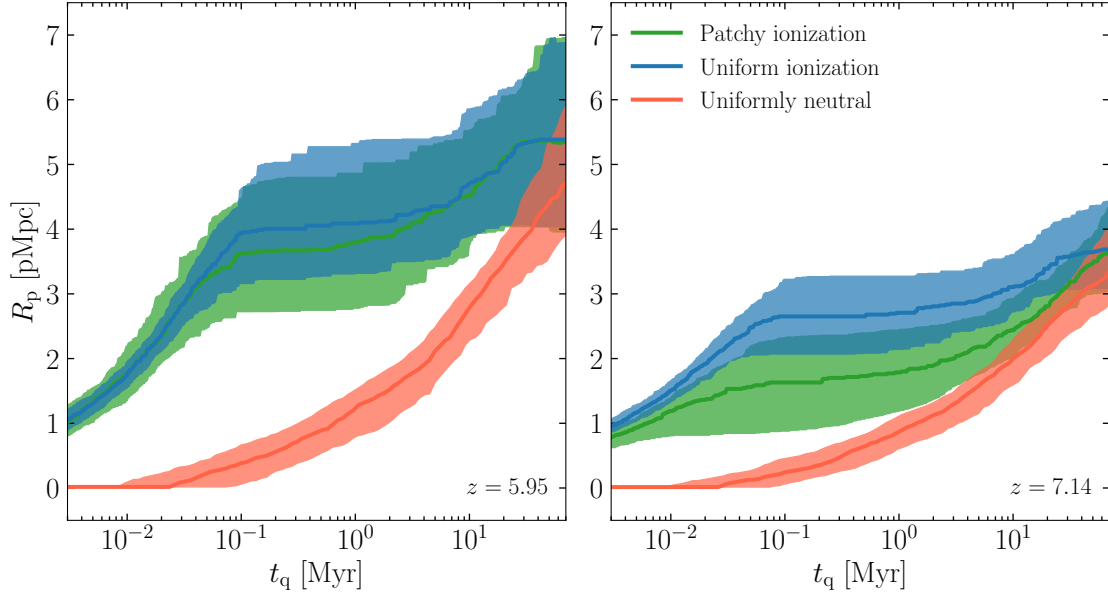 7
6
5
4
3
2
1
0
R_p [pMpc]
z = 5.95
10^{-2} 10^{-1} 10^0 10^1
t_q [Myr]
Patchy ionization
Uniform ionization
Uniformly neutral
7
6
5
4
3
2
1
0
z = 7.14
10^{-2} 10^{-1} 10^0 10^1
t_q [Myr]